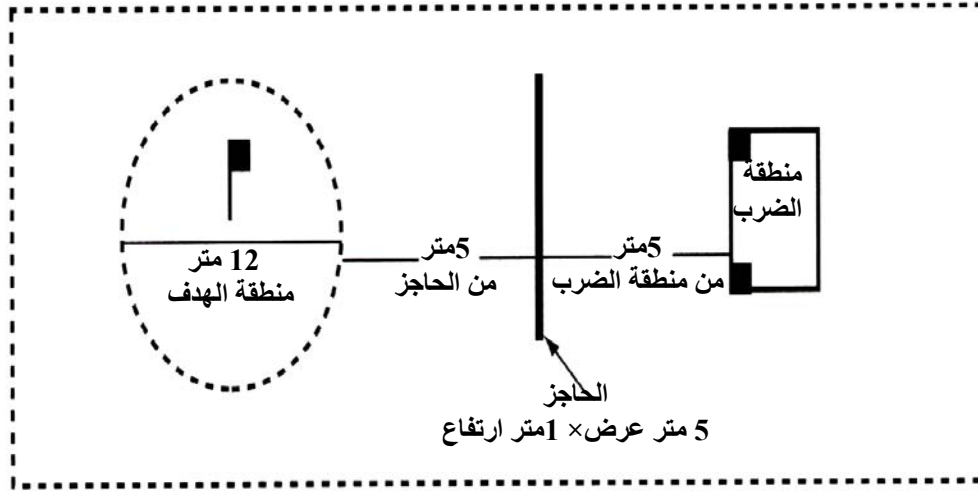 منطقة
الضرب
5متر
من منطقة الضرب
5متر
من الحاجز
12 متر
منطقة الهدف
الحاجز
5 متر عرض× 1متر ارتفاع